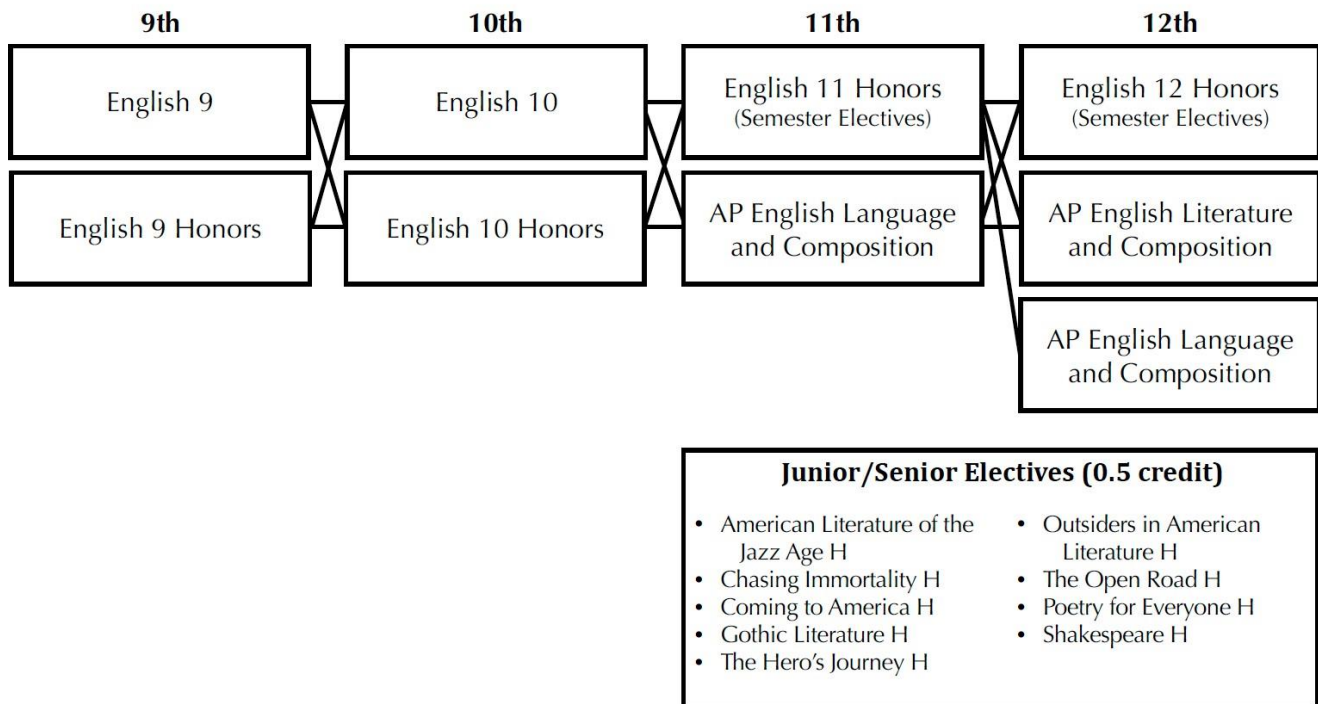 9th
10th
11th
12th
English 9
English 10
English 11 Honors
(Semester Electives)
English 12 Honors
(Semester Electives)
English 9 Honors
English 10 Honors
AP English Language
and Composition
AP English Literature
and Composition
AP English Language
and Composition
Junior/Senior Electives (0.5 credit)
• American Literature of the
Jazz Age H
• Chasing Immortality H
• Coming to America H
• Gothic Literature H
• The Hero’s Journey H
• Outsiders in American
Literature H
• The Open Road H
• Poetry for Everyone H
• Shakespeare H